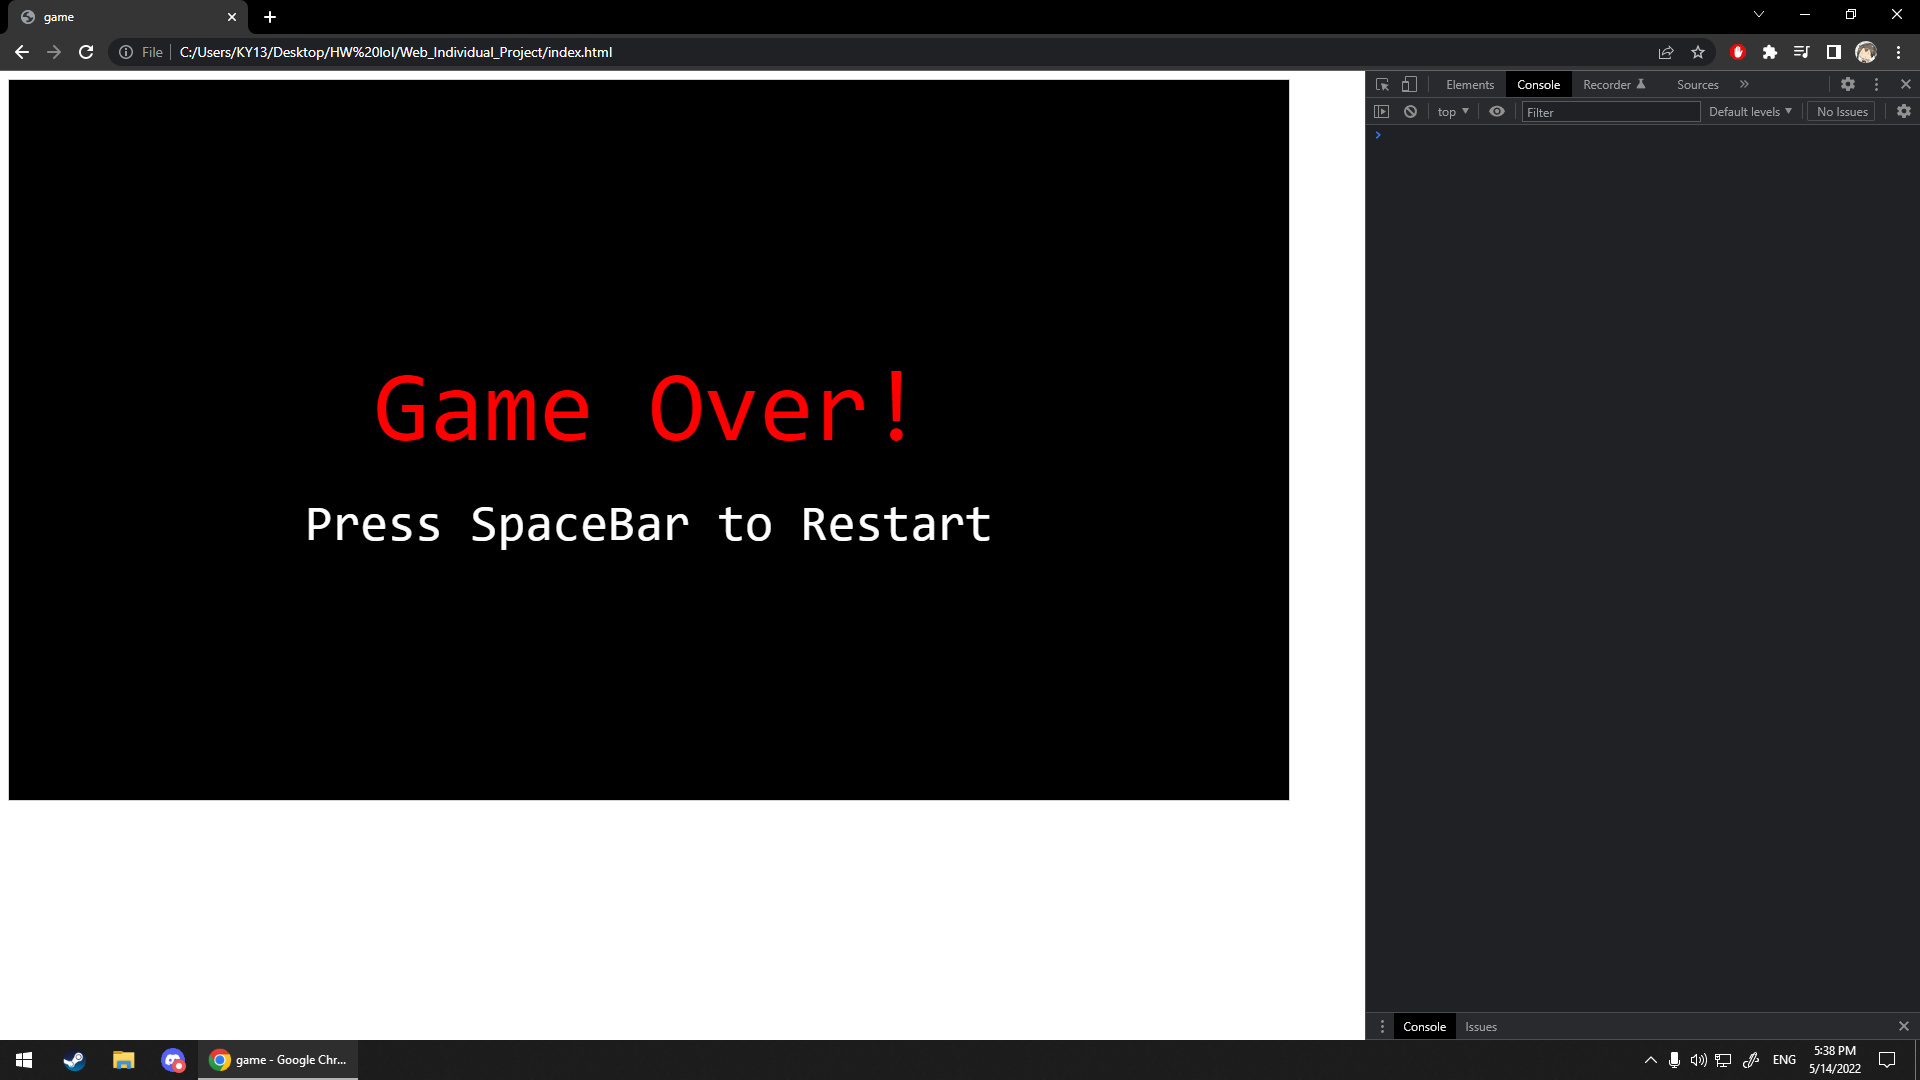 game
File
C:/Users/KY13/Desktop/HW%20lol/Web_Individual_Project/index.html
Elements Console Recorder Sources »
top Filter Default levels No Issues
Game Over!
Press SpaceBar to Restart
Console Issues
game - Google Chr...
ENG
5:38 PM
5/14/2022